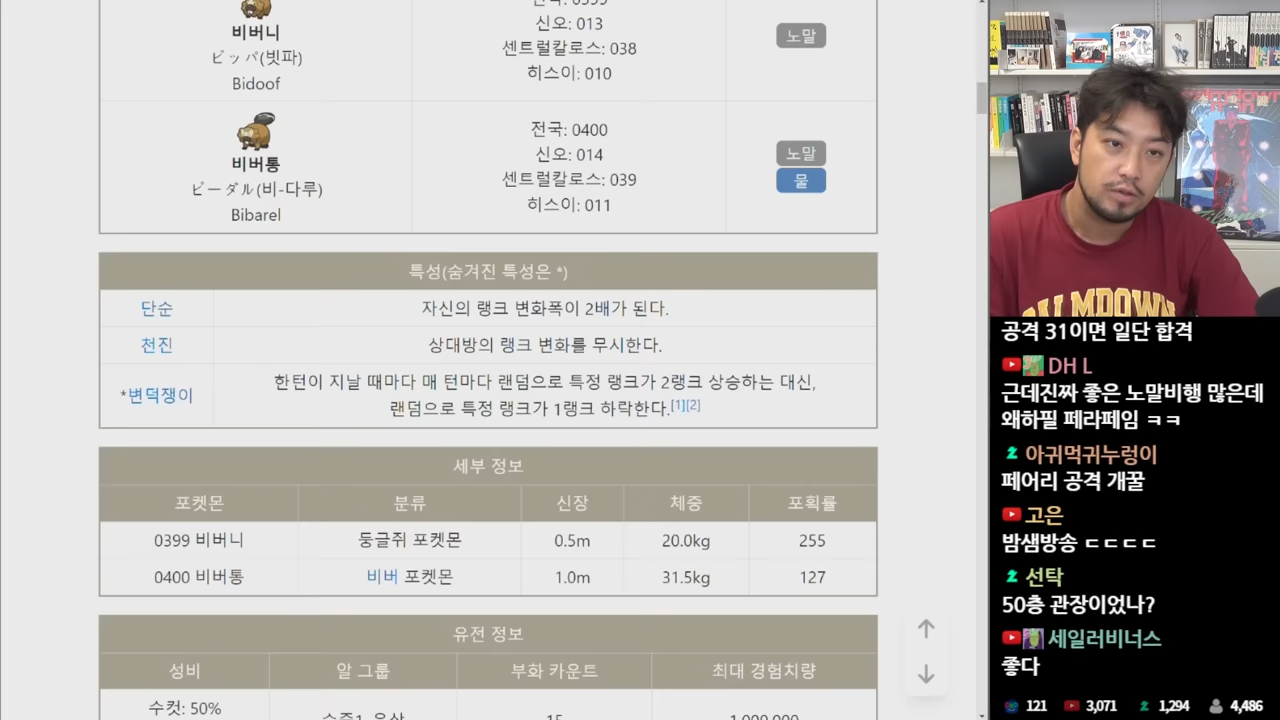 비버니
ビッパ(빗파)
Bidoof
신오: 013
센트럴칼로스: 038
히스이: 010
노말
비버통
ビーダル(비-다루)
Bibarel
전국: 0400
신오: 014
센트럴칼로스: 039
히스이: 011
노말
물
특성(숨겨진 특성은 *)
단순
자신의 랭크 변화폭이 2배가 된다.
천진
상대방의 랭크 변화를 무시한다.
*변덕쟁이
한턴이 지날 때마다 매 턴마다 랜덤으로 특정 랭크가 2랭크 상승하는 대신,
랜덤으로 특정 랭크가 1랭크 하락한다.[1][2]
세부 정보
포켓몬 분류 신장 체중 포획률
0399 비버니 둥글쥐 포켓몬 0.5m 20.0kg 255
0400 비버통 비버 포켓몬 1.0m 31.5kg 127
유전 정보
성비 알 그룹 부화 카운트 최대 경험치량
수컷: 50%
공격 31이면 일단 합격
DH L
근데진짜 좋은 노말비행 많은데
왜하필 페라페임 ㅋㅋ
아귀먹귀누렁이
페어리 공격 개꿀
고은
밤샘방송 ㄷㄷㄷㄷ
선탁
50층 관장이었나?
세일러비너스
좋다
121 3,071 1,294 4,486